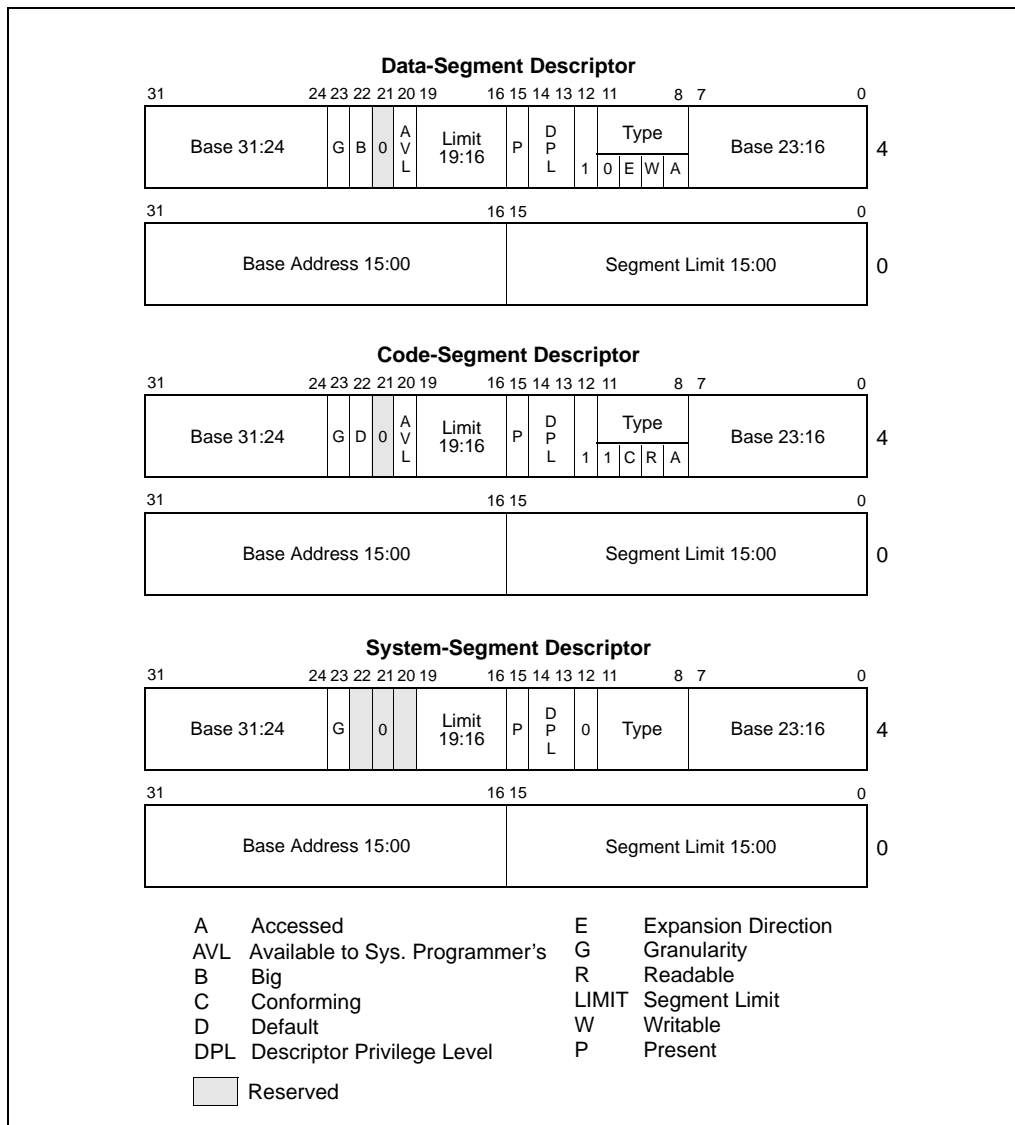 Data-Segment Descriptor
31 24 23 22 21 20 19 16 15 14 13 12 11 8 7 0
Base 31:24 G B 0 AVL Limit 19:16 P DPL 1 Type 0 E W A Base 23:16 4
31 16 15 0
Base Address 15:00 Segment Limit 15:00 0
Code-Segment Descriptor
31 24 23 22 21 20 19 16 15 14 13 12 11 8 7 0
Base 31:24 G D 0 AVL Limit 19:16 P DPL 1 Type 1 C R A Base 23:16 4
31 16 15 0
Base Address 15:00 Segment Limit 15:00 0
System-Segment Descriptor
31 24 23 22 21 20 19 16 15 14 13 12 11 8 7 0
Base 31:24 G 0 Limit 19:16 P DPL 0 Type Base 23:16 4
31 16 15 0
Base Address 15:00 Segment Limit 15:00 0
A Accessed
AVL Available to Sys. Programmer's
B Big
C Conforming
D Default
DPL Descriptor Privilege Level
E Expansion Direction
G Granularity
R Readable
LIMIT Segment Limit
W Writable
P Present
Reserved